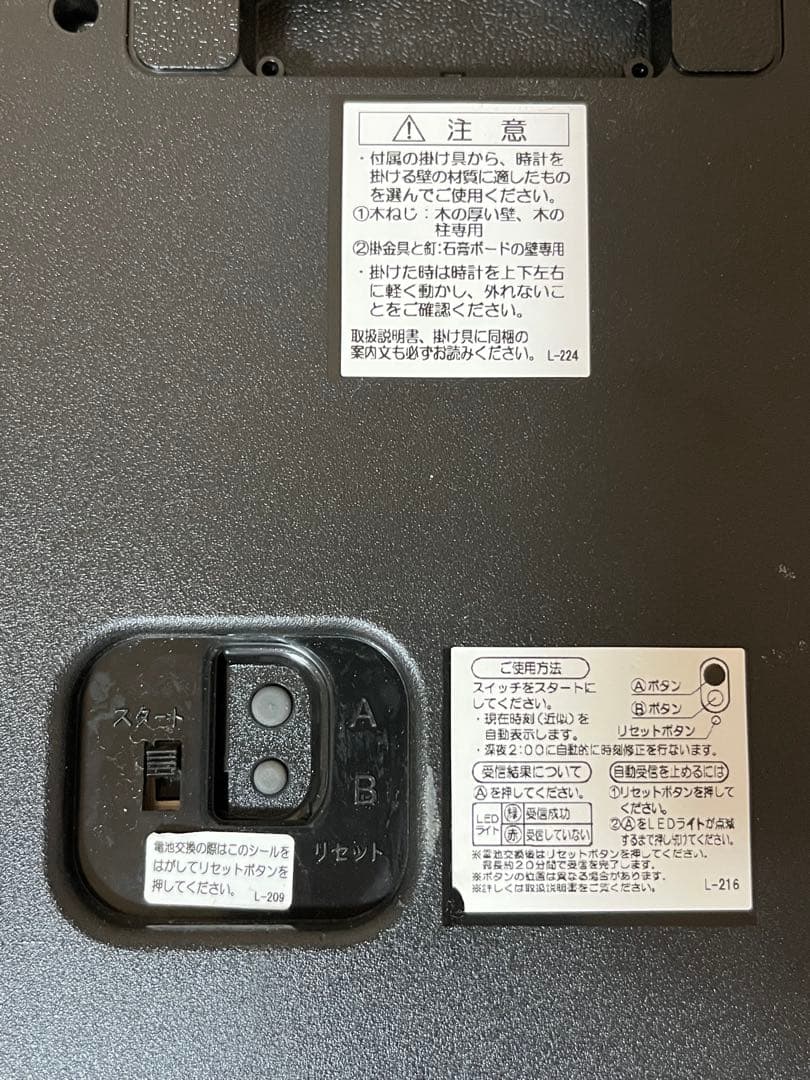 ⚠ 注意
・付属の掛け具から、時計を
掛ける壁の材質に適したもの
を選んでご使用ください。
①木ねじ：木の厚い壁、木の
柱専用
②掛金具と釘：石膏ボードの壁専用
・掛けた時は時計を上下左右
に軽く動かし、外れないこ
とをご確認ください。
取扱説明書、掛け具に同梱の
案内文も必ずお読みください。 L-224
スタート
A
B
リセット
電池交換の際はこのシールを
はがしてリセットボタンを
押してください。
L-209
ご使用方法
スイッチをスタートに
してください。
・現在時刻（近似）を
自動表示します。
・深夜2:00に自動的に時刻修正を行ないます。
Ⓐボタン
Ⓑボタン
リセットボタン
受信結果について
Ⓐを押してください。
LED
ライト
緑 受信成功
赤 受信していない
自動受信を止めるには
①リセットボタンを押して
ください。
②ⒶをLEDライトが点滅
するまで押し続けてください。
※電池交換後はリセットボタンを押してください。
約20分間で受信を完了します。
※ボタンの位置は異なる場合があります。
※詳しくは取扱説明書をご覧ください。
L-216